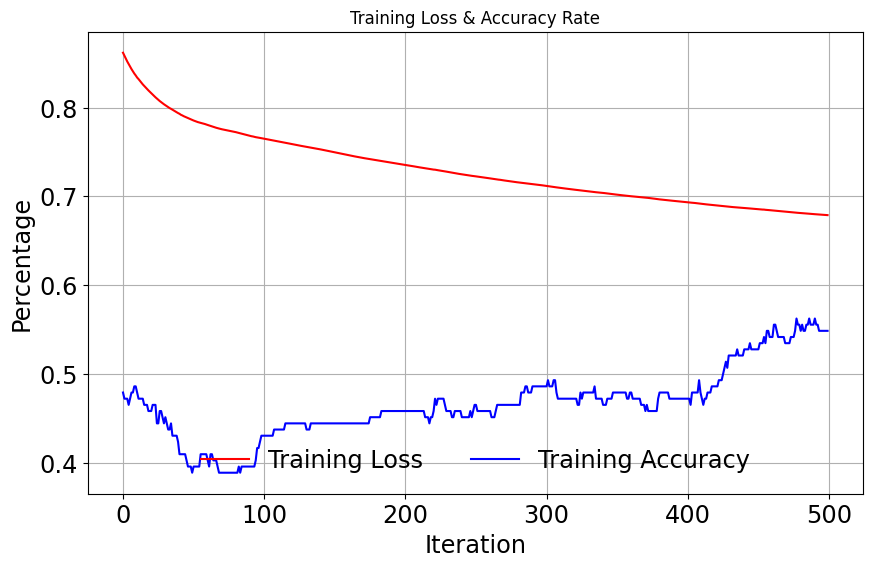 Training Loss & Accuracy Rate
Percentage
0.8
0.7
0.6
0.5
0.4
Training Loss
Training Accuracy
0 100 200 300 400 500
Iteration